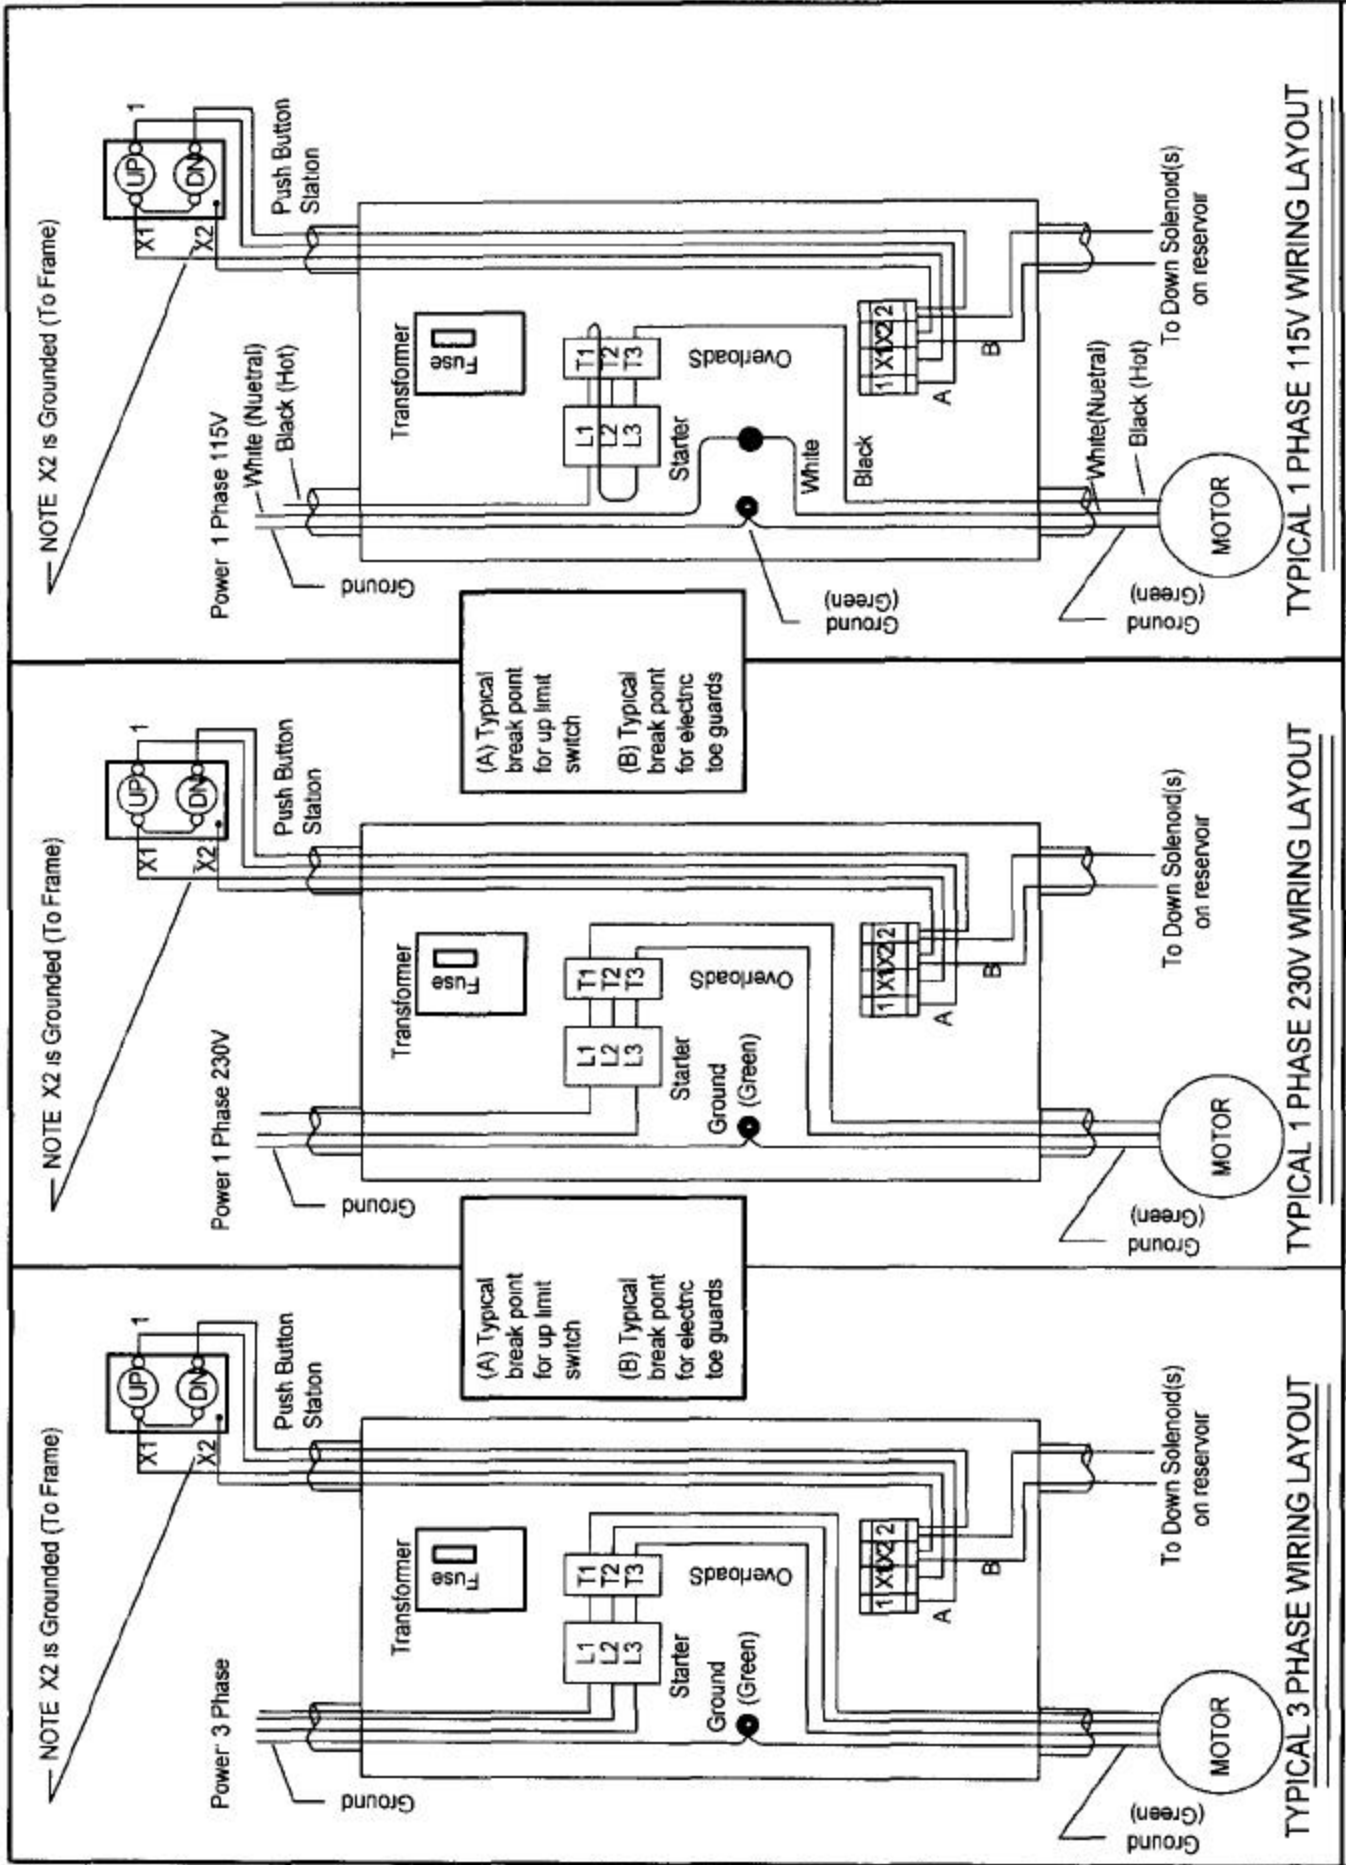 NOTE X2 is Grounded (To Frame)
Power 3 Phase
Ground
X1
X2
UP
DN
1
Push Button
Station
Transformer
Fuse
L1
L2
L3
T1
T2
T3
Starter
OverloadS
Ground
(Green)
1 X1 X2 2
A
B
To Down Solenoid(s)
on reservoir
Ground
(Green)
MOTOR
TYPICAL 3 PHASE WIRING LAYOUT
(A) Typical
break point
for up limit
switch
(B) Typical
break point
for electric
toe guards
NOTE X2 is Grounded (To Frame)
Power 1 Phase 230V
Ground
X1
X2
UP
DN
1
Push Button
Station
Transformer
Fuse
L1
L2
L3
T1
T2
T3
Starter
OverloadS
Ground
(Green)
1 X1 X2 2
A
B
To Down Solenoid(s)
on reservoir
Ground
(Green)
MOTOR
TYPICAL 1 PHASE 230V WIRING LAYOUT
(A) Typical
break point
for up limit
switch
(B) Typical
break point
for electric
toe guards
NOTE X2 is Grounded (To Frame)
Power 1 Phase 115V
White (Nuetral)
Black (Hot)
Ground
X1
X2
UP
DN
1
Push Button
Station
Transformer
Fuse
L1
L2
L3
T1
T2
T3
Starter
OverloadS
White
Black
Ground
(Green)
1 X1 X2 2
A
B
White(Nuetral)
Black (Hot)
To Down Solenoid(s)
on reservoir
Ground
(Green)
MOTOR
TYPICAL 1 PHASE 115V WIRING LAYOUT